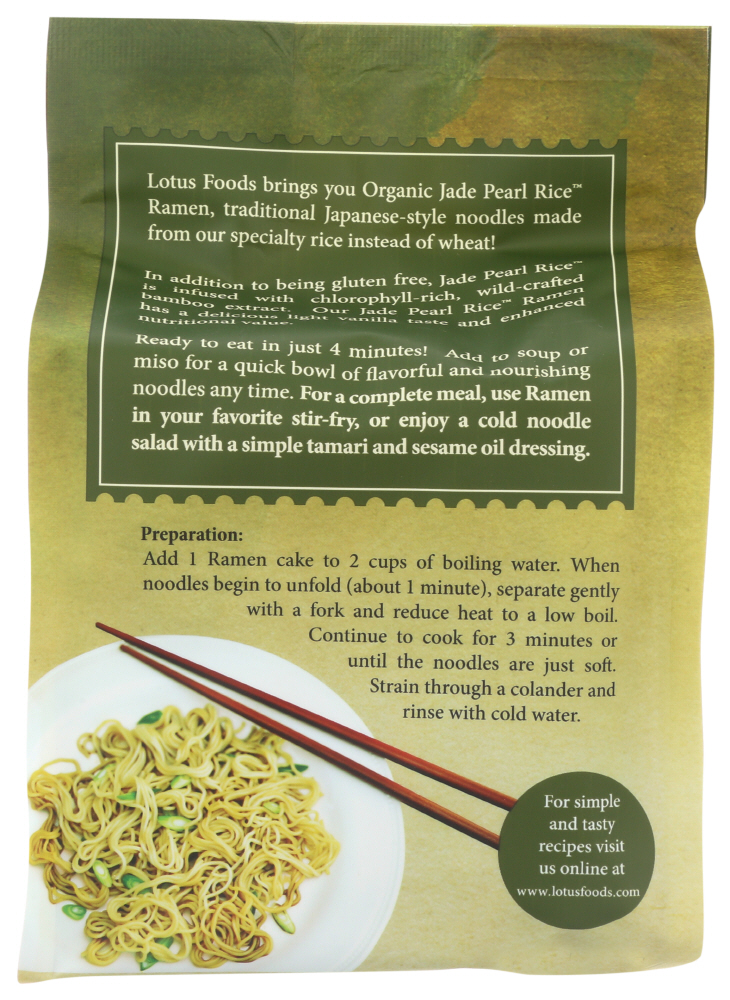 Lotus Foods brings you Organic Jade Pearl Rice™
Ramen, traditional Japanese-style noodles made
from our specialty rice instead of wheat!
In addition to being gluten free, Jade Pearl Rice™
is infused with chlorophyll-rich, wild-crafted
bamboo extract. Our Jade Pearl Rice™ Ramen
has a delicious light vanilla taste and enhanced
nutritional value.
Ready to eat in just 4 minutes! Add to soup or
miso for a quick bowl of flavorful and nourishing
noodles any time. For a complete meal, use Ramen
in your favorite stir-fry, or enjoy a cold noodle
salad with a simple tamari and sesame oil dressing.
Preparation:
Add 1 Ramen cake to 2 cups of boiling water. When
noodles begin to unfold (about 1 minute), separate gently
with a fork and reduce heat to a low boil.
Continue to cook for 3 minutes or
until the noodles are just soft.
Strain through a colander and
rinse with cold water.
For simple
and tasty
recipes visit
us online at
www.lotusfoods.com